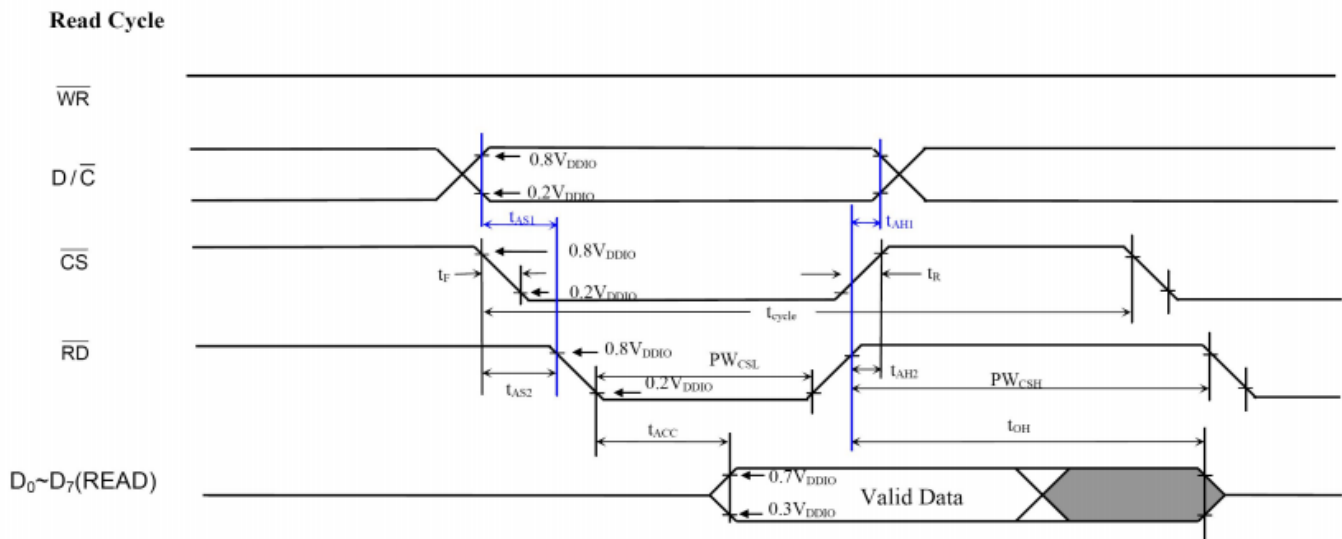 Read Cycle
WR
D/C
0.8VDDIO
0.2VDDIO
tAS1
tAH1
CS
0.8VDDIO
tF
tR
0.2VDDIO
tcycle
RD
0.8VDDIO
PWCSL
tAH2
tAS2
0.2VDDIO
PWCSH
tACC
tOH
D0~D7(READ)
0.7VDDIO
Valid Data
0.3VDDIO